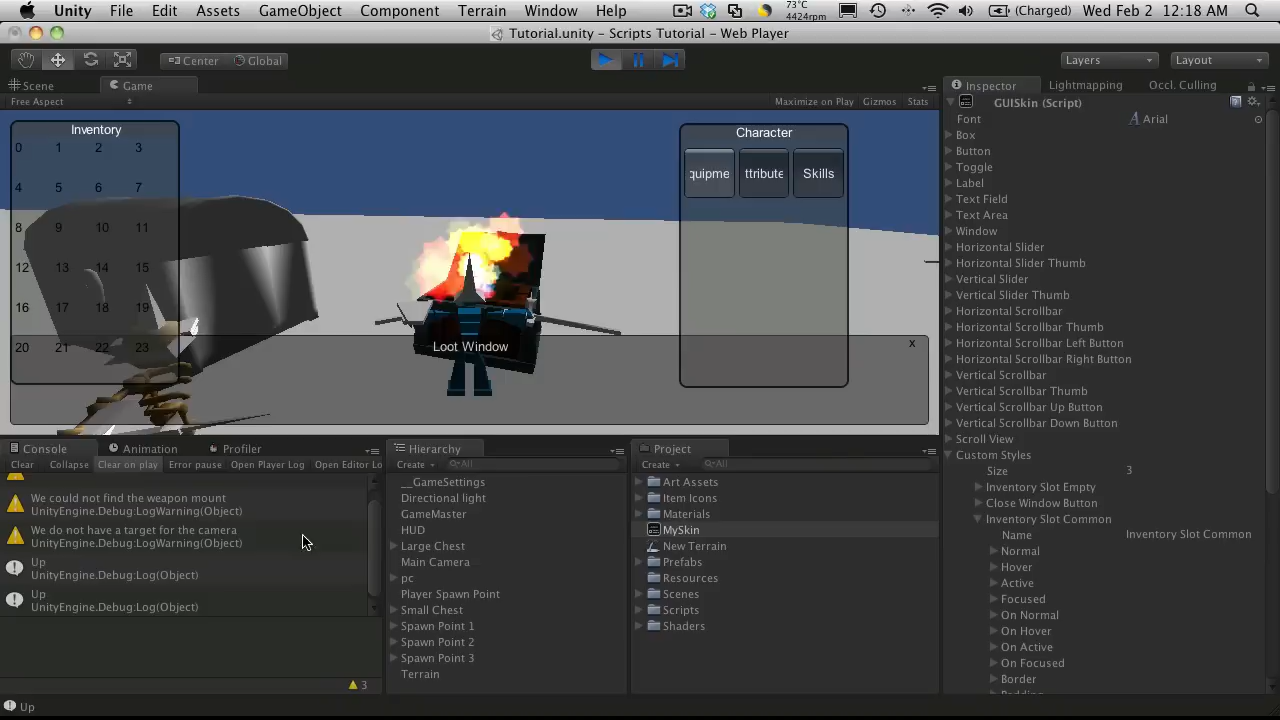 Unity File Edit Assets GameObject Component Terrain Window Help 73°C 4424rpm (Charged) Wed Feb 2 12:18 AM
Tutorial.unity - Scripts Tutorial - Web Player
Center Global Layers Layout
Scene Game
Free Aspect Maximize on Play Gizmos Stats
Inventory
0 1 2 3
4 5 6 7
8 9 10 11
12 13 14 15
16 17 18 19
20 21 22 23
Character
quipme ttribute Skills
Loot Window x
Console Animation Profiler
Clear Collapse Clear on play Error pause Open Player Log Open Editor Lo
We could not find the weapon mount
UnityEngine.Debug:LogWarning(Object)
We do not have a target for the camera
UnityEngine.Debug:LogWarning(Object)
Up
UnityEngine.Debug:Log(Object)
Up
UnityEngine.Debug:Log(Object)
3
Up
Hierarchy
Create All
__GameSettings
Directional light
GameMaster
HUD
Large Chest
Main Camera
pc
Player Spawn Point
Small Chest
Spawn Point 1
Spawn Point 2
Spawn Point 3
Terrain
Project
Create All
Art Assets
Item Icons
Materials
MySkin
New Terrain
Prefabs
Resources
Scenes
Scripts
Shaders
Inspector Lightmapping Occl. Culling
GUISkin (Script)
Font Arial
Box
Button
Toggle
Label
Text Field
Text Area
Window
Horizontal Slider
Horizontal Slider Thumb
Vertical Slider
Vertical Slider Thumb
Horizontal Scrollbar
Horizontal Scrollbar Thumb
Horizontal Scrollbar Left Button
Horizontal Scrollbar Right Button
Vertical Scrollbar
Vertical Scrollbar Thumb
Vertical Scrollbar Up Button
Vertical Scrollbar Down Button
Scroll View
Custom Styles
Size 3
Inventory Slot Empty
Close Window Button
Inventory Slot Common
Name Inventory Slot Common
Normal
Hover
Active
Focused
On Normal
On Hover
On Active
On Focused
Border